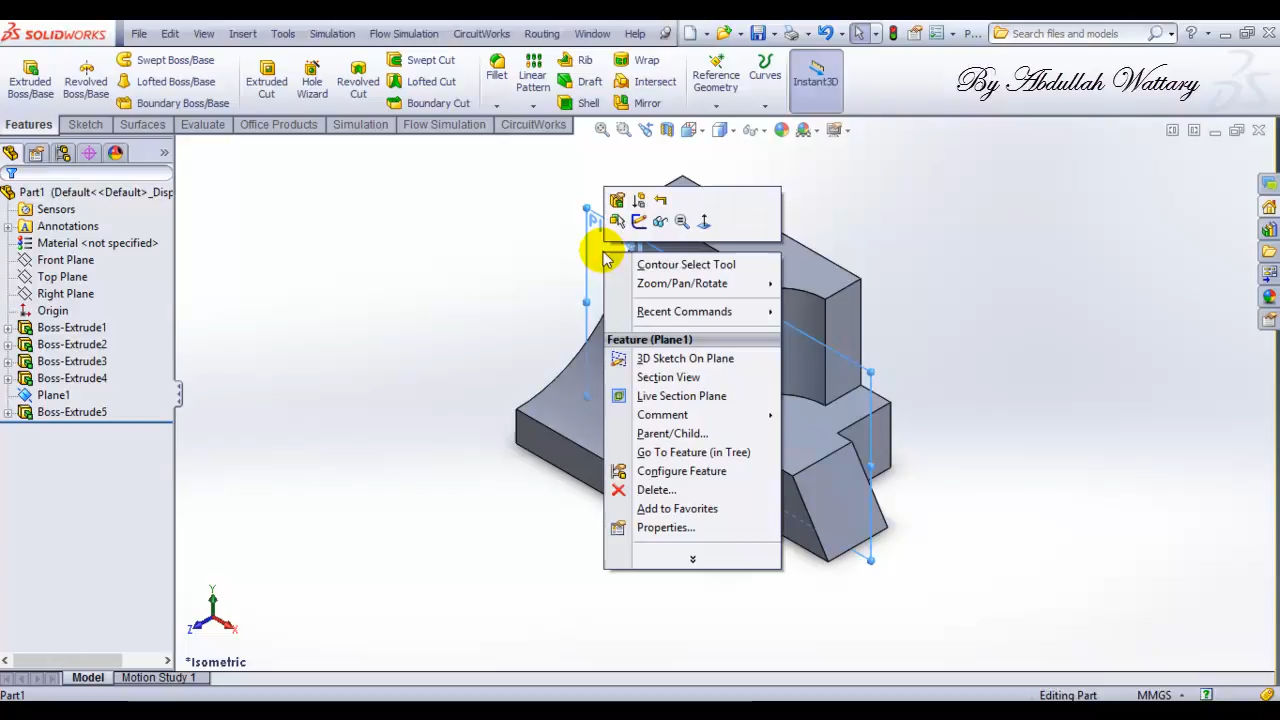 SOLIDWORKS File Edit View Insert Tools Simulation CircuitWorks Routing Window Help P... Search files and models
Extruded Boss/Base
Revolved Boss/Base
Swept Boss/Base
Lofted Boss/Base
Boundary Boss/Base
Extruded Cut
Hole Wizard
Revolved Cut
Swept Cut
Lofted Cut
Boundary Cut
Fillet
Linear Pattern
Rib
Draft
Shell
Wrap
Intersect
Mirror
Reference Geometry
Curves
Instant3D
By Abdullah Wattary
Features Sketch Surfaces Evaluate Office Products Simulation Flow Simulation CircuitWorks
Part1 (Default<<Default>_Disp
Sensors
Annotations
Material <not specified>
Front Plane
Top Plane
Right Plane
Origin
Boss-Extrude1
Boss-Extrude2
Boss-Extrude3
Boss-Extrude4
Plane1
Boss-Extrude5
Contour Select Tool
Zoom/Pan/Rotate
Recent Commands
Feature (Plane1)
3D Sketch On Plane
Section View
Live Section Plane
Comment
Parent/Child...
Go To Feature (in Tree)
Configure Feature
Delete...
Add to Favorites
Properties...
Y
Z X
*Isometric
Model Motion Study 1
Part1 Editing Part MMGS